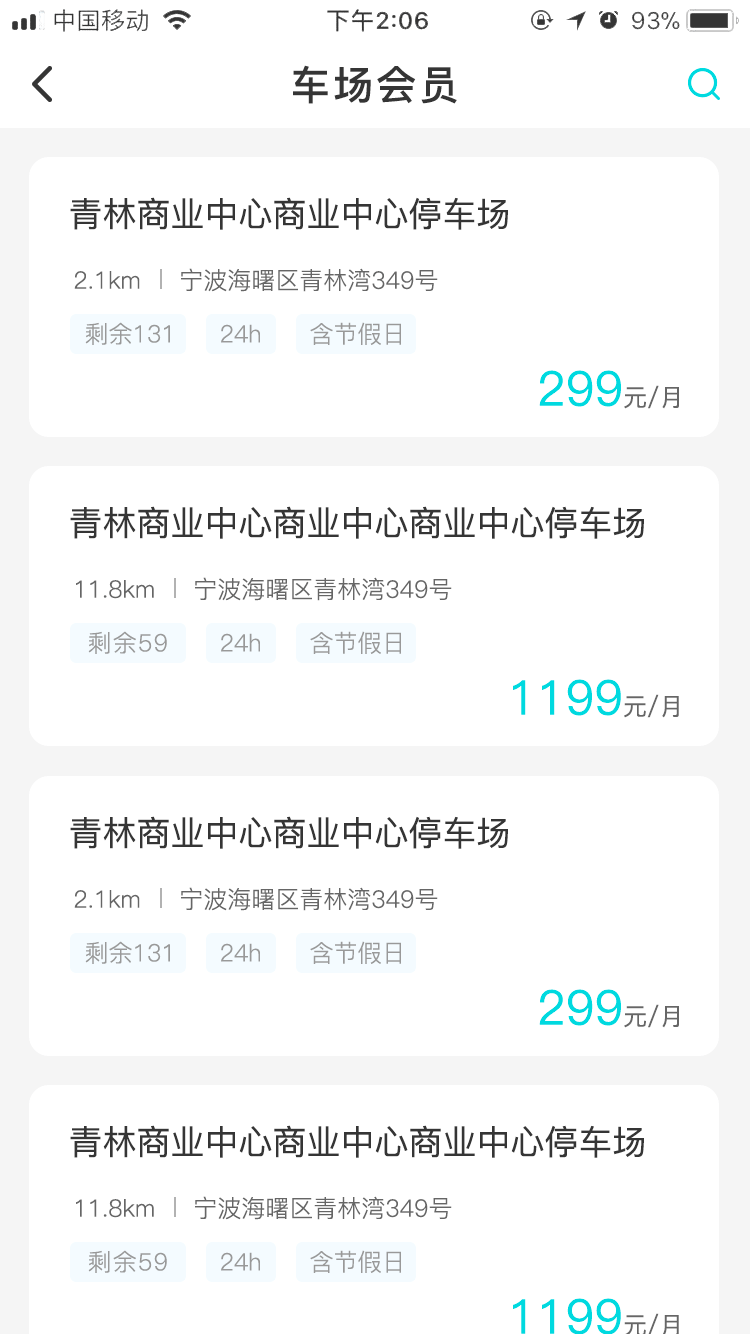 中国移动 下午2:06 93%
车场会员
青林商业中心商业中心停车场
2.1km | 宁波海曙区青林湾349号
剩余131 24h 含节假日
299元/月
青林商业中心商业中心商业中心停车场
11.8km | 宁波海曙区青林湾349号
剩余59 24h 含节假日
1199元/月
青林商业中心商业中心停车场
2.1km | 宁波海曙区青林湾349号
剩余131 24h 含节假日
299元/月
青林商业中心商业中心商业中心停车场
11.8km | 宁波海曙区青林湾349号
剩余59 24h 含节假日
1199元/月